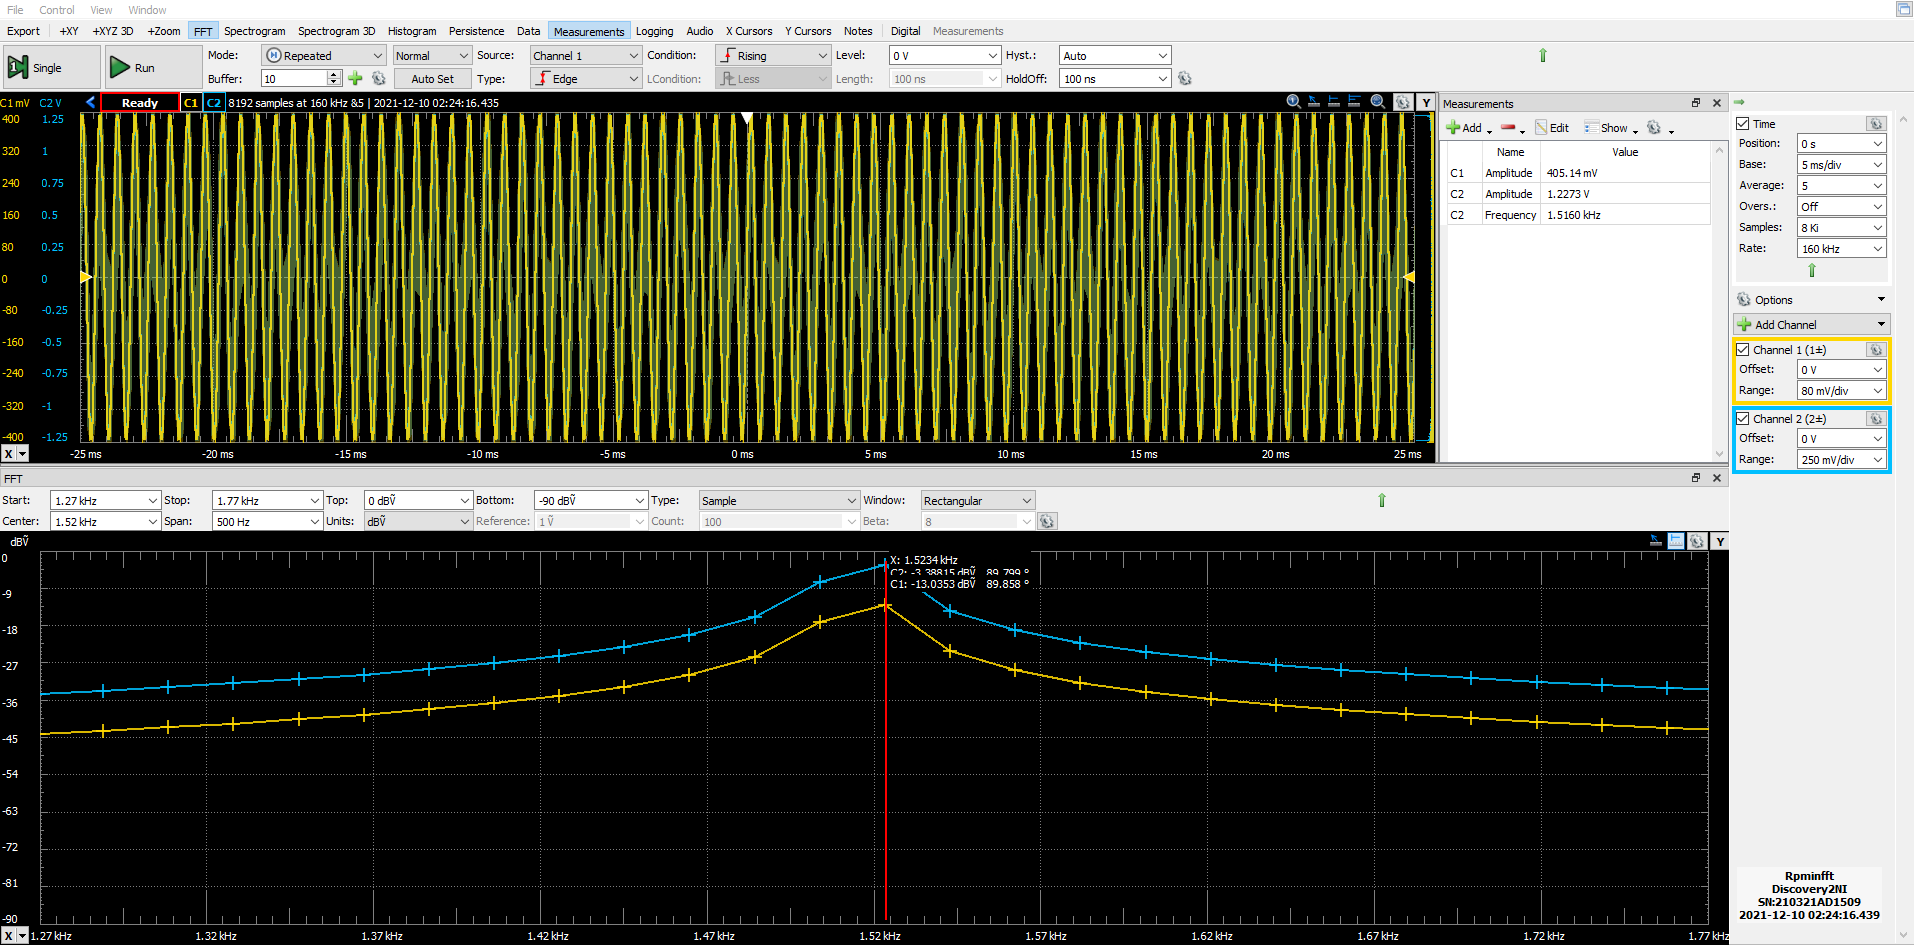 File Control View Window
Export +XY +XYZ 3D +Zoom FFT Spectrogram Spectrogram 3D Histogram Persistence Data Measurements Logging Audio X Cursors Y Cursors Notes Digital Measurements
Single Run Mode: Repeated Normal Source: Channel 1 Condition: Rising Level: 0 V Hyst.: Auto
Buffer: 10 Auto Set Type: Edge LCondition: Less Length: 100 ns HoldOff: 100 ns
C1 mV C2 V Ready C1 C2 8192 samples at 160 kHz &5 | 2021-12-10 02:24:16.435 Y
400 1.25
320 1
240 0.75
160 0.5
80 0.25
0 0
-80 -0.25
-160 -0.5
-240 -0.75
-320 -1
-400 -1.25
X -25 ms -20 ms -15 ms -10 ms -5 ms 0 ms 5 ms 10 ms 15 ms 20 ms 25 ms
Measurements
Add Edit Show
Name Value
C1 Amplitude 405.14 mV
C2 Amplitude 1.2273 V
C2 Frequency 1.5160 kHz
Time
Position: 0 s
Base: 5 ms/div
Average: 5
Overs.: Off
Samples: 8 Ki
Rate: 160 kHz
Options
Add Channel
Channel 1 (1±)
Offset: 0 V
Range: 80 mV/div
Channel 2 (2±)
Offset: 0 V
Range: 250 mV/div
FFT
Start: 1.27 kHz Stop: 1.77 kHz Top: 0 dBṼ Bottom: -90 dBṼ Type: Sample Window: Rectangular
Center: 1.52 kHz Span: 500 Hz Units: dBṼ Reference: 1 Ṽ Count: 100 Beta: 8
dBṼ Y
0
-9
-18
-27
-36
-45
-54
-63
-72
-81
-90
X: 1.5234 kHz
C2: -3.38815 dBṼ 89.799 °
C1: -13.0353 dBṼ 89.858 °
X 1.27 kHz 1.32 kHz 1.37 kHz 1.42 kHz 1.47 kHz 1.52 kHz 1.57 kHz 1.62 kHz 1.67 kHz 1.72 kHz 1.77 kHz
Rpminfft
Discovery2NI
SN:210321AD1509
2021-12-10 02:24:16.439